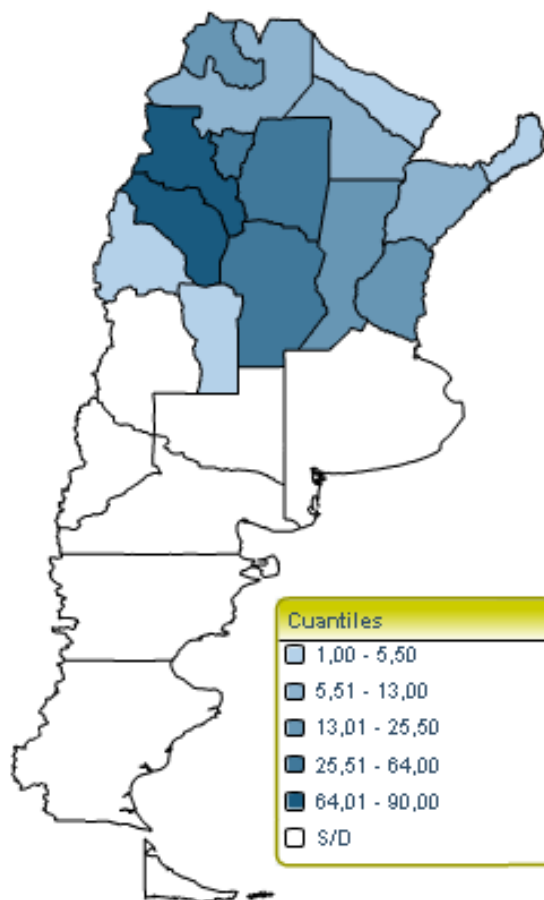 Cuantiles
1,00 - 5,50
5,51 - 13,00
13,01 - 25,50
25,51 - 64,00
64,01 - 90,00
S/D